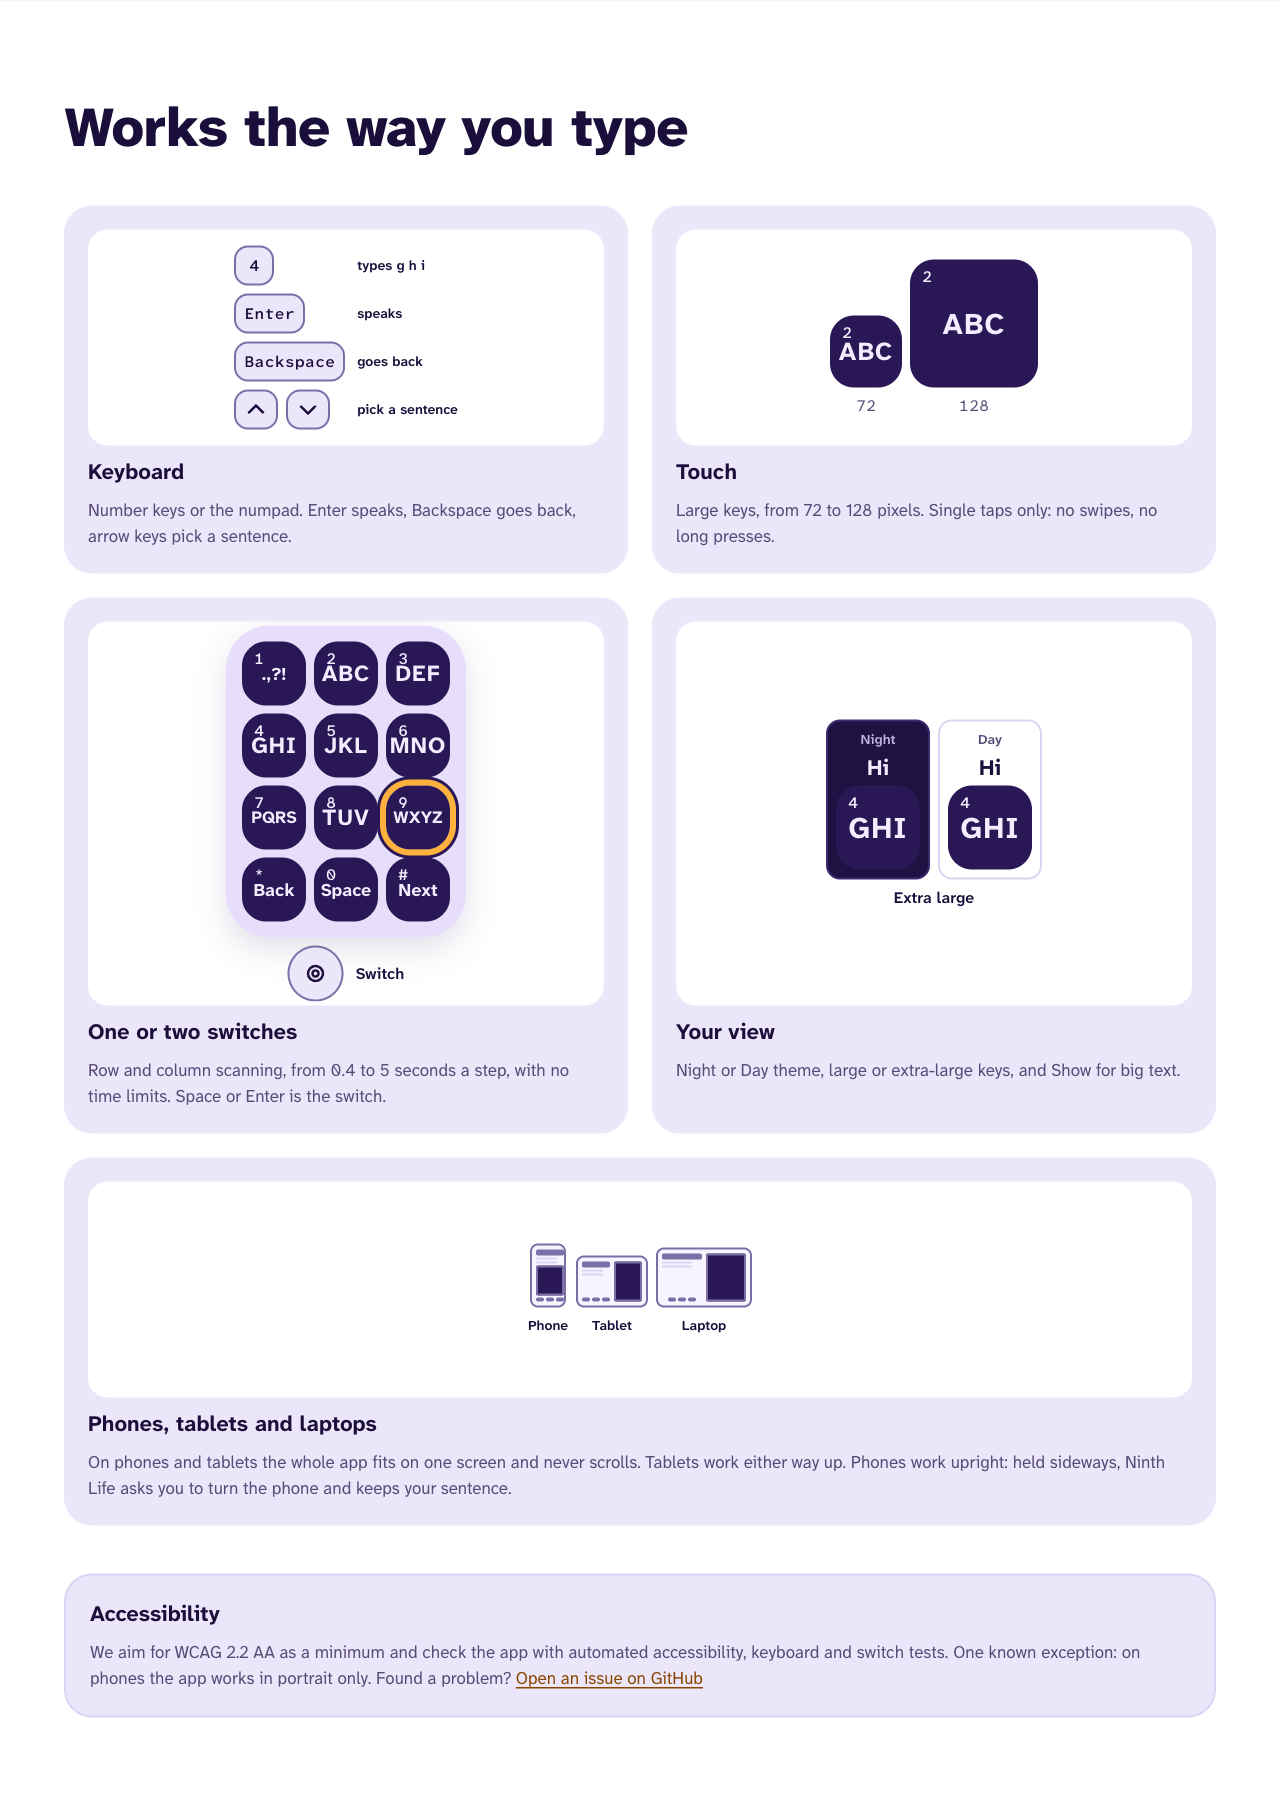 Works the way you type
4 types g h i
Enter speaks
Backspace goes back
pick a sentence
Keyboard
Number keys or the numpad. Enter speaks, Backspace goes back,
arrow keys pick a sentence.
2
ABC
2
ABC
72 128
Touch
Large keys, from 72 to 128 pixels. Single taps only: no swipes, no
long presses.
1 2 3
.,?! ABC DEF
4 5 6
GHI JKL MNO
7 8 9
PQRS TUV WXYZ
* 0 #
Back Space Next
Switch
One or two switches
Row and column scanning, from 0.4 to 5 seconds a step, with no
time limits. Space or Enter is the switch.
Night Day
Hi Hi
4 4
GHI GHI
Extra large
Your view
Night or Day theme, large or extra-large keys, and Show for big text.
Phone Tablet Laptop
Phones, tablets and laptops
On phones and tablets the whole app fits on one screen and never scrolls. Tablets work either way up. Phones work upright: held sideways, Ninth
Life asks you to turn the phone and keeps your sentence.
Accessibility
We aim for WCAG 2.2 AA as a minimum and check the app with automated accessibility, keyboard and switch tests. One known exception: on
phones the app works in portrait only. Found a problem? Open an issue on GitHub